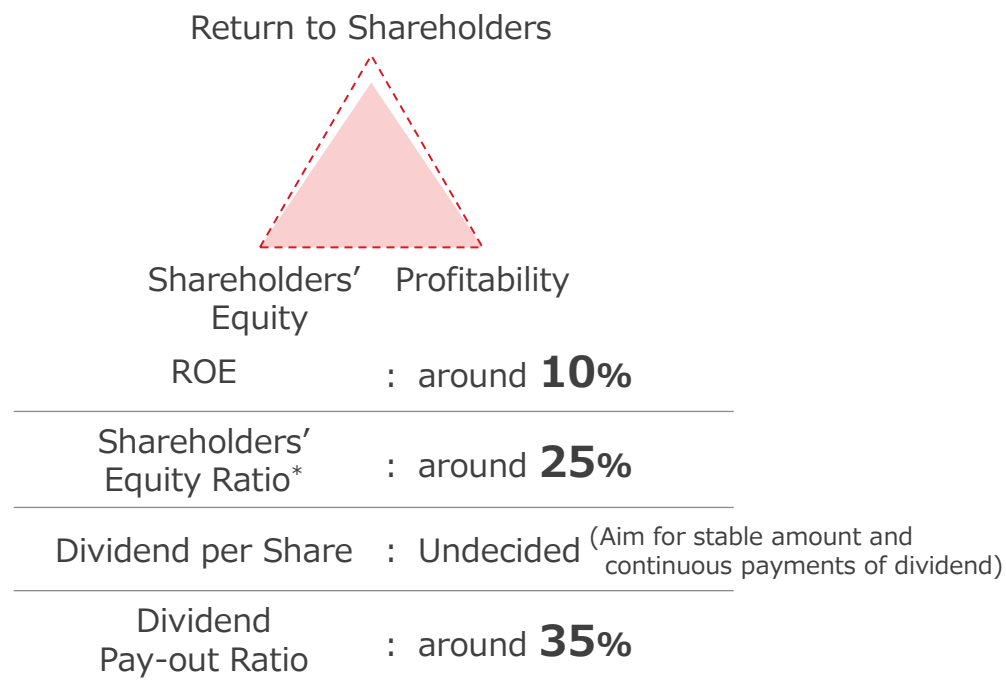 Return to Shareholders
Shareholders’ Equity
Profitability
ROE : around 10%
Shareholders’ Equity Ratio* : around 25%
Dividend per Share : Undecided (Aim for stable amount and continuous payments of dividend)
Dividend Pay-out Ratio : around 35%